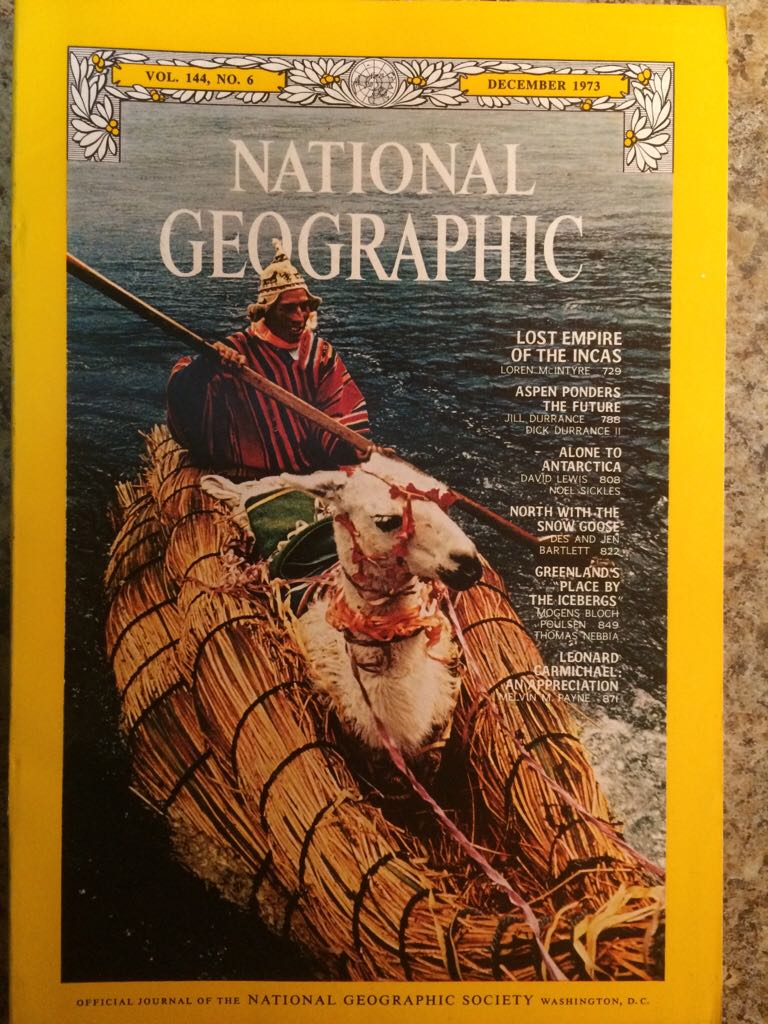 VOL. 144, NO. 6
DECEMBER 1973
NATIONAL
GEOGRAPHIC
LOST EMPIRE
OF THE INCAS
LOREN McINTYRE 729
ASPEN PONDERS
THE FUTURE
JILL DURRANCE 788
DICK DURRANCE II
ALONE TO
ANTARCTICA
DAVID LEWIS 808
NOEL SICKLES
NORTH WITH THE
SNOW GOOSE
DES AND JEN
BARTLETT 822
GREENLAND'S
"PLACE BY
THE ICEBERGS"
MOGENS BLOCH
POULSEN 849
THOMAS NEBBIA
LEONARD
CARMICHAEL:
AN APPRECIATION
MELVIN M. PAYNE 871
OFFICIAL JOURNAL OF THE NATIONAL GEOGRAPHIC SOCIETY WASHINGTON, D.C.